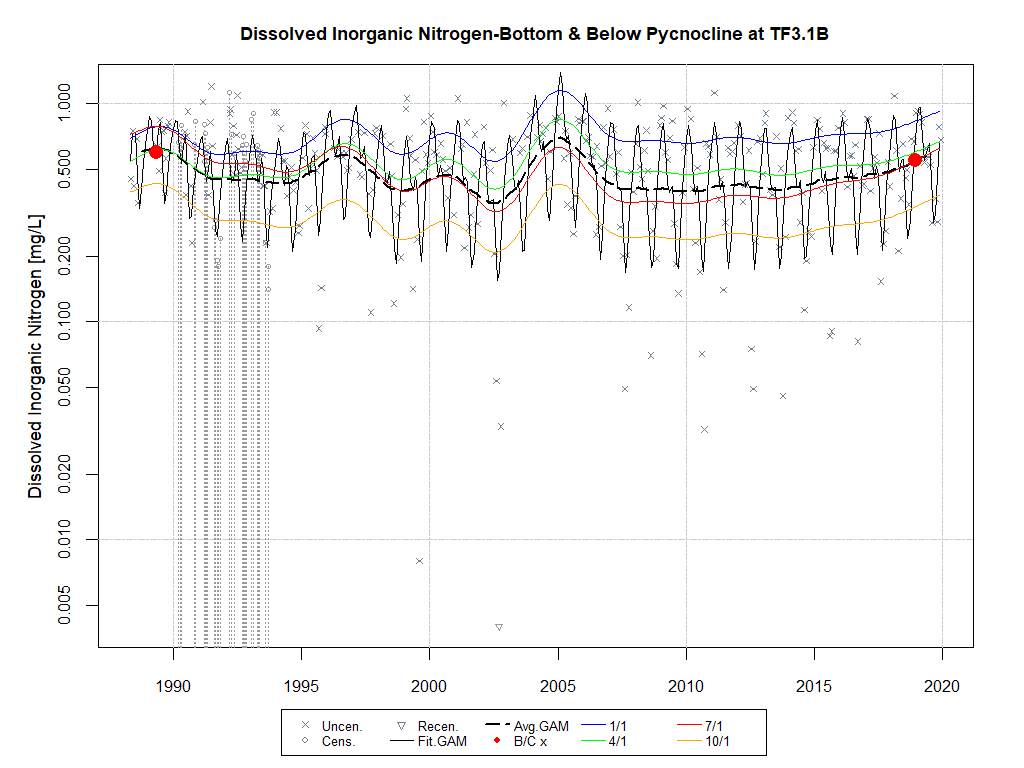 Dissolved Inorganic Nitrogen-Bottom & Below Pycnocline at TF3.1B
Dissolved Inorganic Nitrogen [mg/L]
1.000
0.500
0.200
0.100
0.050
0.020
0.010
0.005
1990 1995 2000 2005 2010 2015 2020
Uncen. Recen. Avg.GAM 1/1 7/1
Cens. Fit.GAM B/C x 4/1 10/1